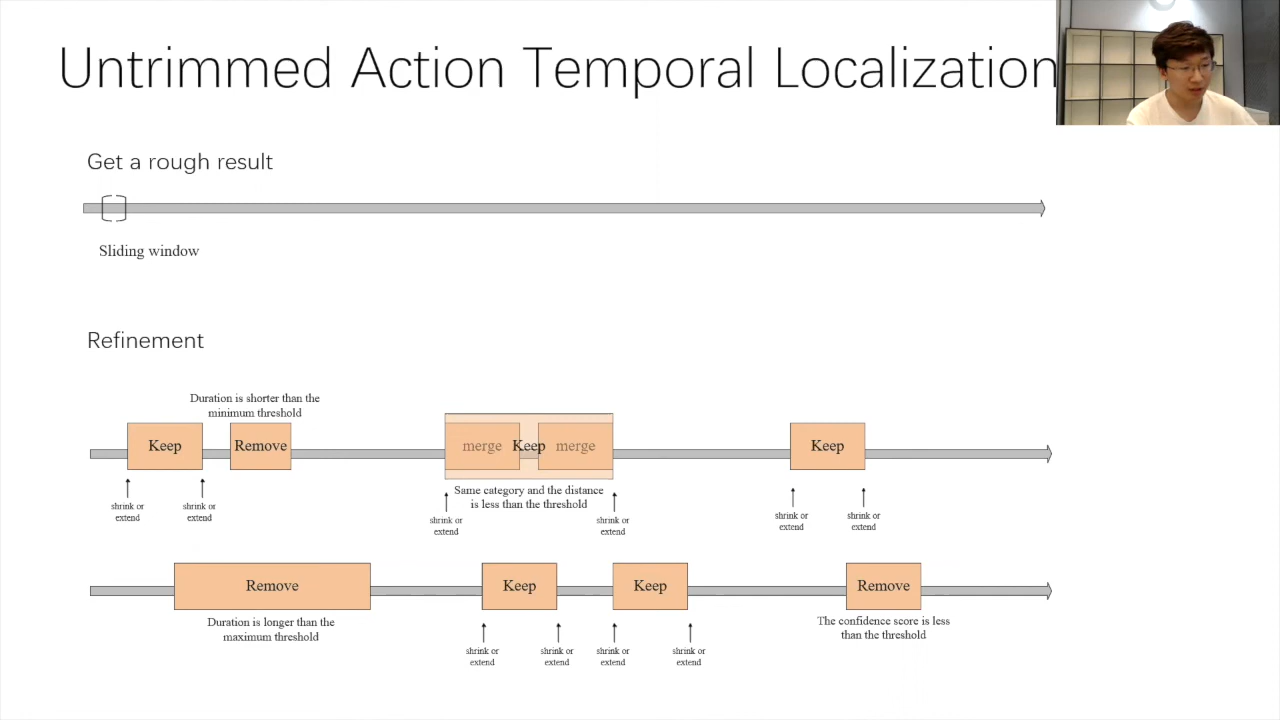 Untrimmed Action Temporal Localization
Get a rough result
Sliding window
Refinement
Duration is shorter than the
minimum threshold
Keep
Remove
merge
Keep
merge
Keep
shrink or
extend
shrink or
extend
Same category and the distance
is less than the threshold
shrink or
extend
shrink or
extend
shrink or
extend
shrink or
extend
Remove
Keep
Keep
Remove
Duration is longer than the
maximum threshold
The confidence score is less
than the threshold
shrink or
extend
shrink or
extend
shrink or
extend
shrink or
extend